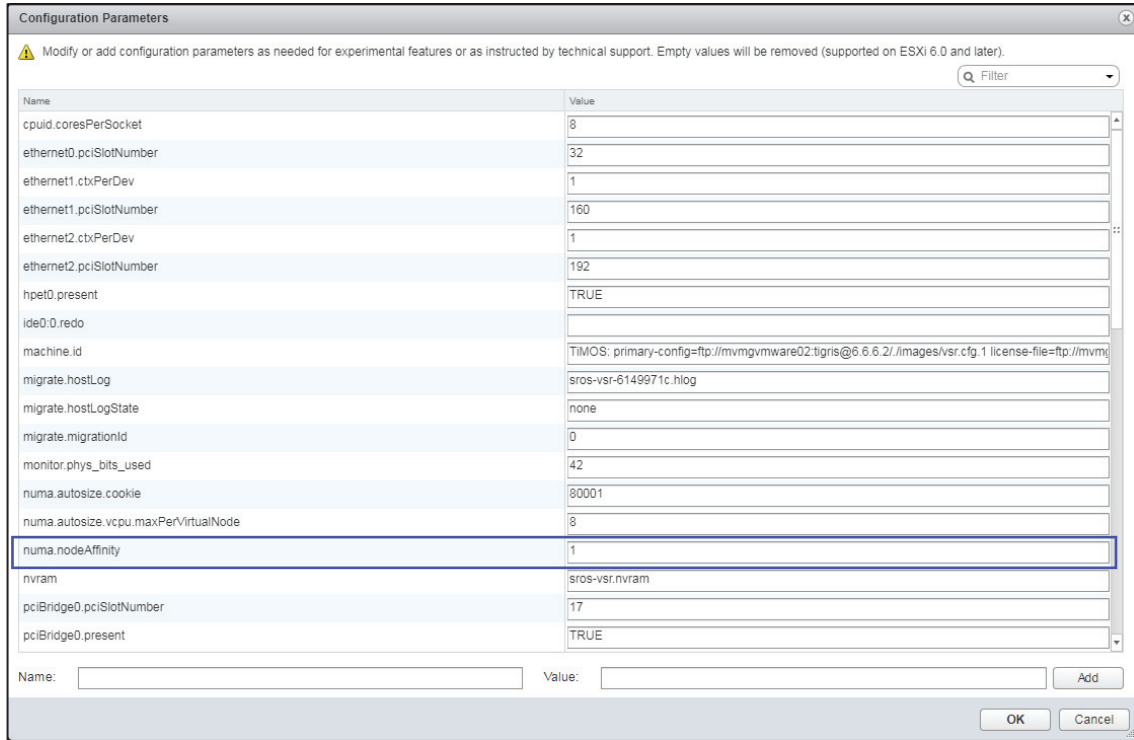 Configuration Parameters
Modify or add configuration parameters as needed for experimental features or as instructed by technical support. Empty values will be removed (supported on ESXi 6.0 and later).
Filter
Name Value
cpuid.coresPerSocket 8
ethernet0.pciSlotNumber 32
ethernet1.ctxPerDev 1
ethernet1.pciSlotNumber 160
ethernet2.ctxPerDev 1
ethernet2.pciSlotNumber 192
hpet0.present TRUE
ide0:0.redo
machine.id TiMOS: primary-config=ftp://mvmgvmware02:tigris@6.6.6.2/./images/vsr.cfg.1 license-file=ftp://mvmg
migrate.hostLog sros-vsr-6149971c.hlog
migrate.hostLogState none
migrate.migrationId 0
monitor.phys_bits_used 42
numa.autosize.cookie 80001
numa.autosize.vcpu.maxPerVirtualNode 8
numa.nodeAffinity 1
nvram sros-vsr.nvram
pciBridge0.pciSlotNumber 17
pciBridge0.present TRUE
Name: Value: Add
OK Cancel